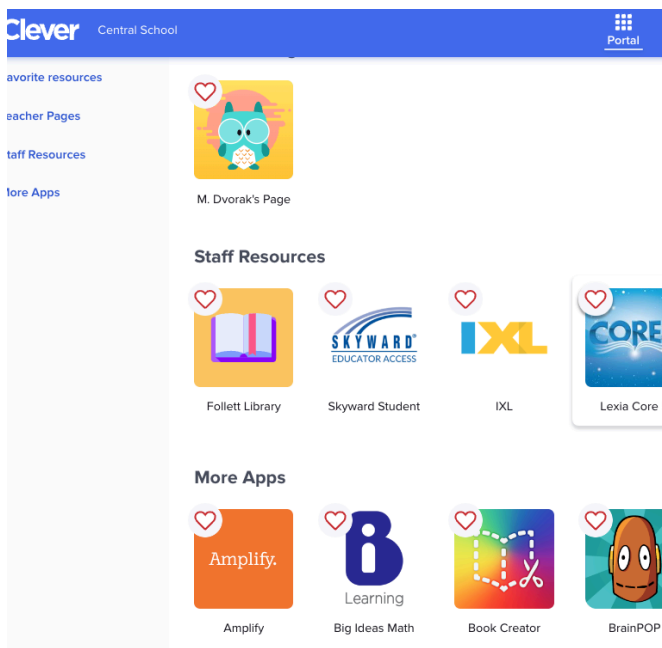 Clever Central School
Portal
avorite resources
eacher Pages
taff Resources
More Apps
M. Dvorak's Page
Staff Resources
SKYWARD®
EDUCATOR ACCESS
IXL
CORE
Follett Library
Skyward Student
IXL
Lexia Core
More Apps
Amplify.
Bi
Learning
Amplify
Big Ideas Math
Book Creator
BrainPOP